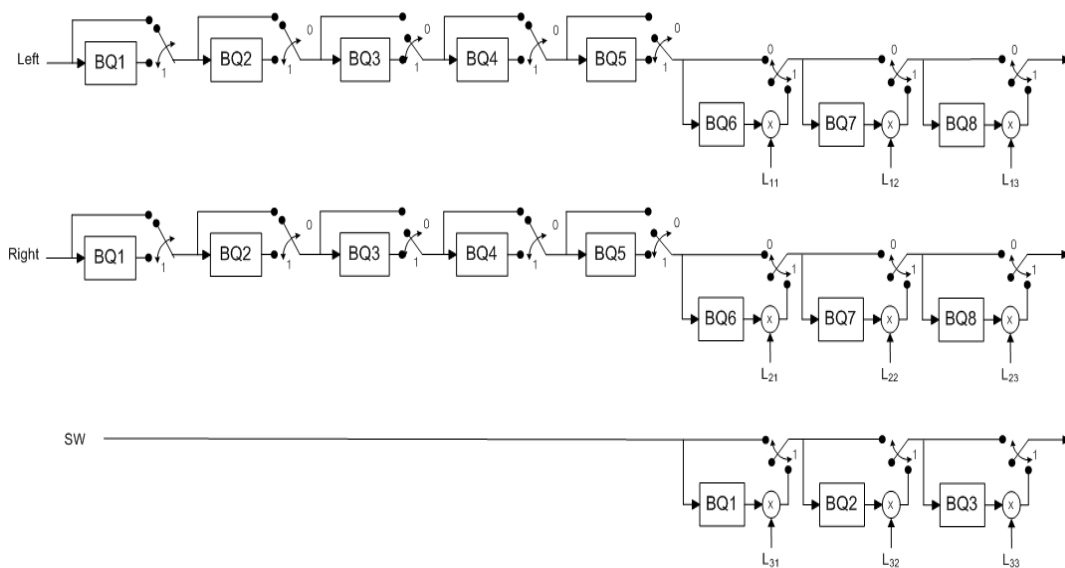 0 0 0 0
Left BQ1 BQ2 BQ3 BQ4 BQ5
1 1 1 1 1
0 0 0
1 1 1
BQ6 X BQ7 X BQ8 X
L11 L12 L13
0 0 0 0
Right BQ1 BQ2 BQ3 BQ4 BQ5
1 1 1 1 1
0 0 0
1 1 1
BQ6 X BQ7 X BQ8 X
L21 L22 L23
SW
1 1 1
BQ1 X BQ2 X BQ3 X
L31 L32 L33